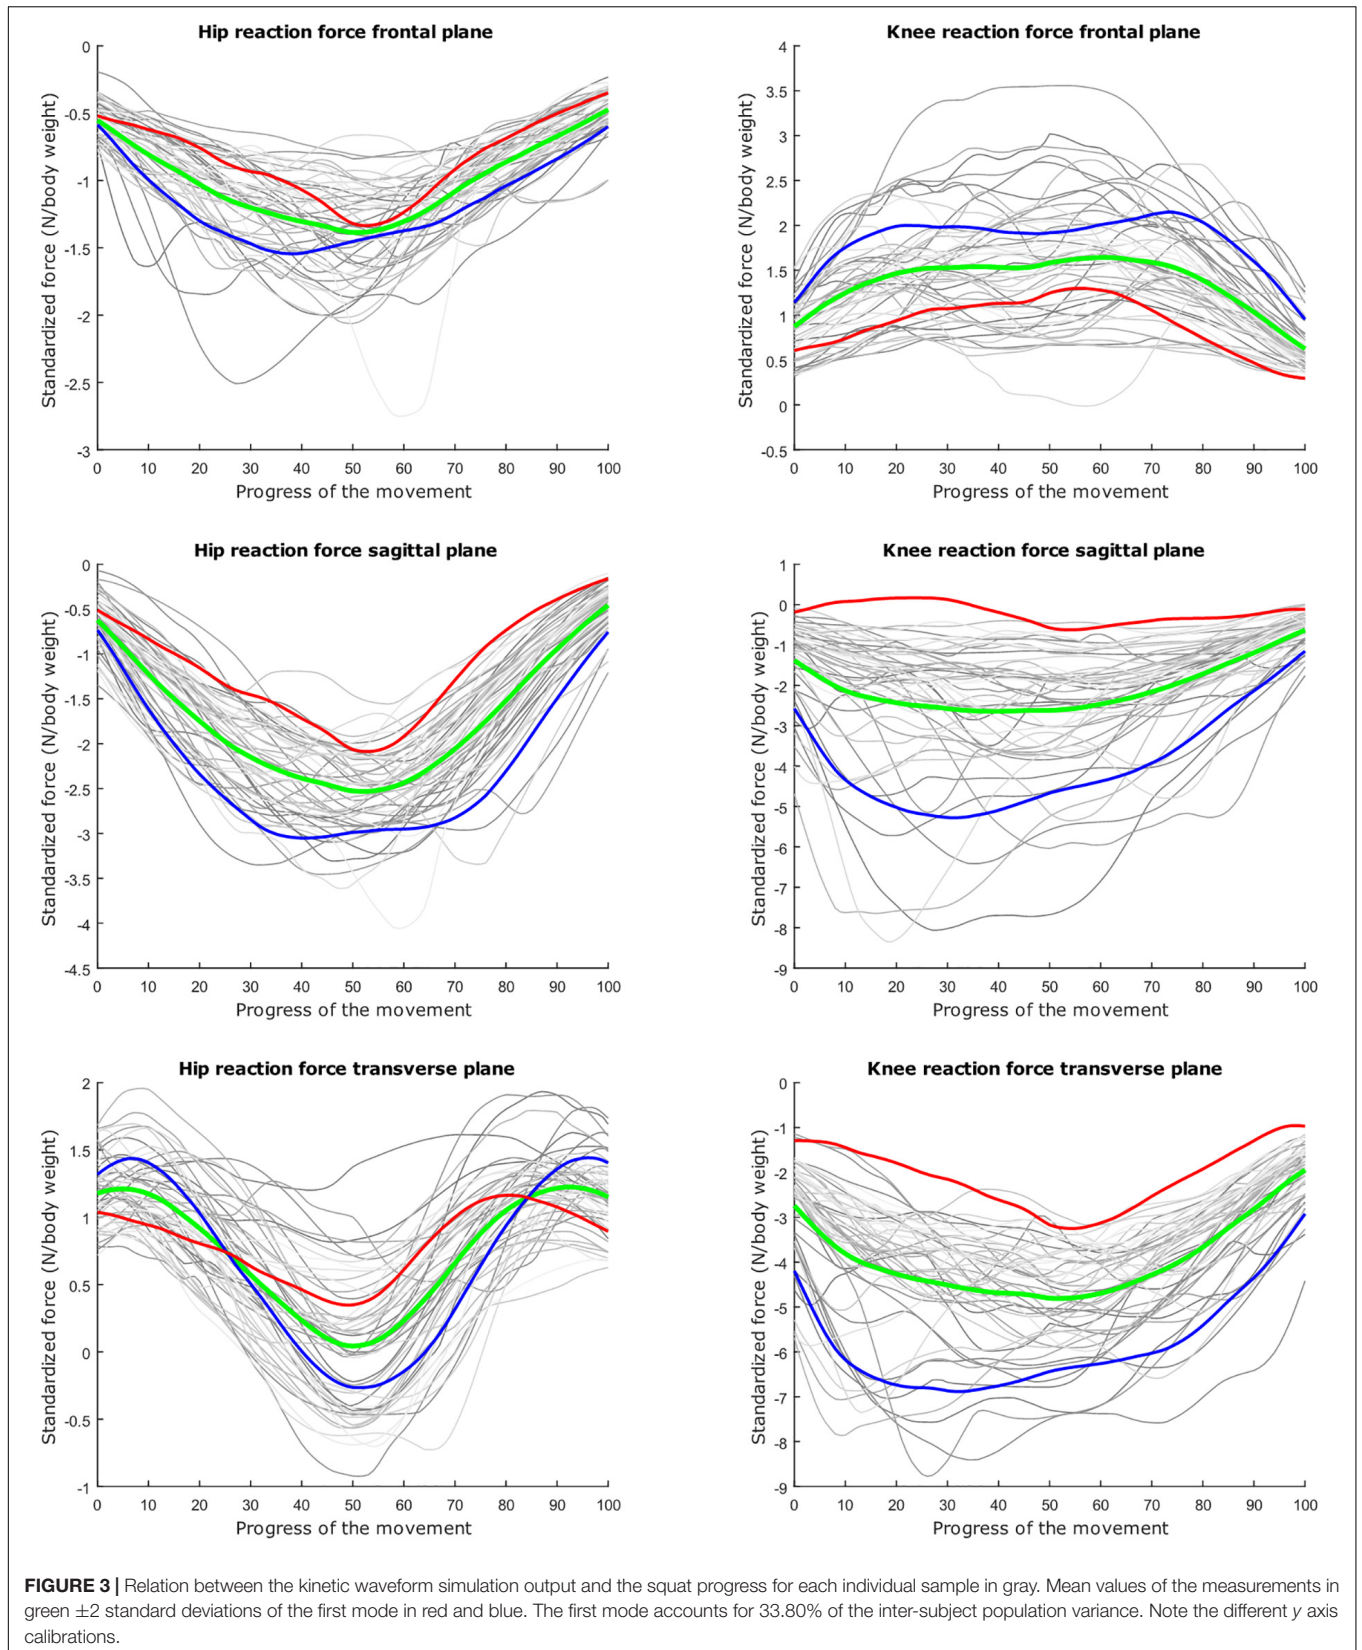 Hip reaction force frontal plane
Standardized force (N/body weight)
0
-0.5
-1
-1.5
-2
-2.5
-3
0 10 20 30 40 50 60 70 80 90 100
Progress of the movement
Knee reaction force frontal plane
Standardized force (N/body weight)
4
3.5
3
2.5
2
1.5
1
0.5
0
-0.5
0 10 20 30 40 50 60 70 80 90 100
Progress of the movement
Hip reaction force sagittal plane
Standardized force (N/body weight)
0
-0.5
-1
-1.5
-2
-2.5
-3
-3.5
-4
-4.5
0 10 20 30 40 50 60 70 80 90 100
Progress of the movement
Knee reaction force sagittal plane
Standardized force (N/body weight)
1
0
-1
-2
-3
-4
-5
-6
-7
-8
-9
0 10 20 30 40 50 60 70 80 90 100
Progress of the movement
Hip reaction force transverse plane
Standardized force (N/body weight)
2
1.5
1
0.5
0
-0.5
-1
0 10 20 30 40 50 60 70 80 90 100
Progress of the movement
Knee reaction force transverse plane
Standardized force (N/body weight)
0
-1
-2
-3
-4
-5
-6
-7
-8
-9
0 10 20 30 40 50 60 70 80 90 100
Progress of the movement
FIGURE 3 | Relation between the kinetic waveform simulation output and the squat progress for each individual sample in gray. Mean values of the measurements in
green ±2 standard deviations of the first mode in red and blue. The first mode accounts for 33.80% of the inter-subject population variance. Note the different y axis
calibrations.